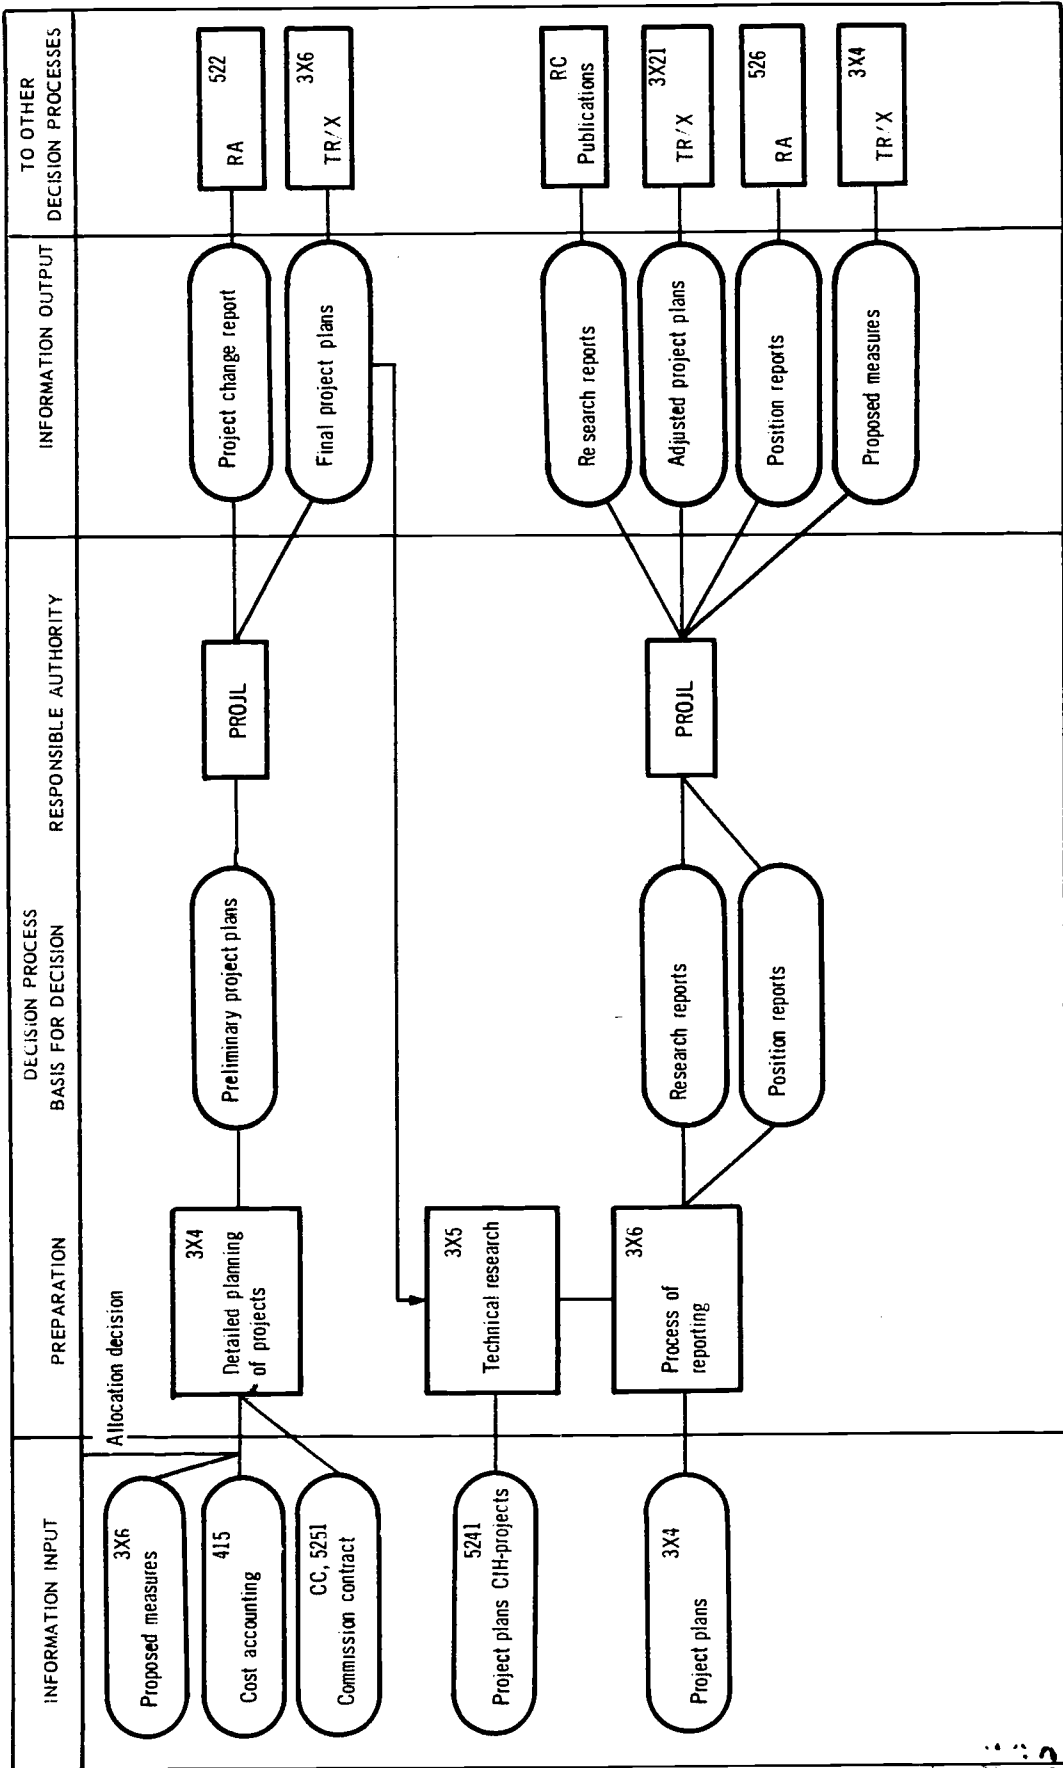 DECISION PROCESS
INFORMATION INPUT
PREPARATION
BASIS FOR DECISION
RESPONSIBLE AUTHORITY
INFORMATION OUTPUT
TO OTHER
DECISION PROCESSES
Allocation decision
3X6
Proposed measures
415
Cost accounting
CC, 5251
Commission contract
3X4
Detailed planning
of projects
Preliminary project plans
PROJL
Project change report
Final project plans
522
RA
3X6
TR/X
5241
Project plans CIH-projects
3X5
Technical research
3X4
Project plans
3X6
Process of
reporting
Research reports
Position reports
PROJL
Research reports
Adjusted project plans
Position reports
Proposed measures
RC
Publications
3X21
TR/X
526
RA
3X4
TR/X